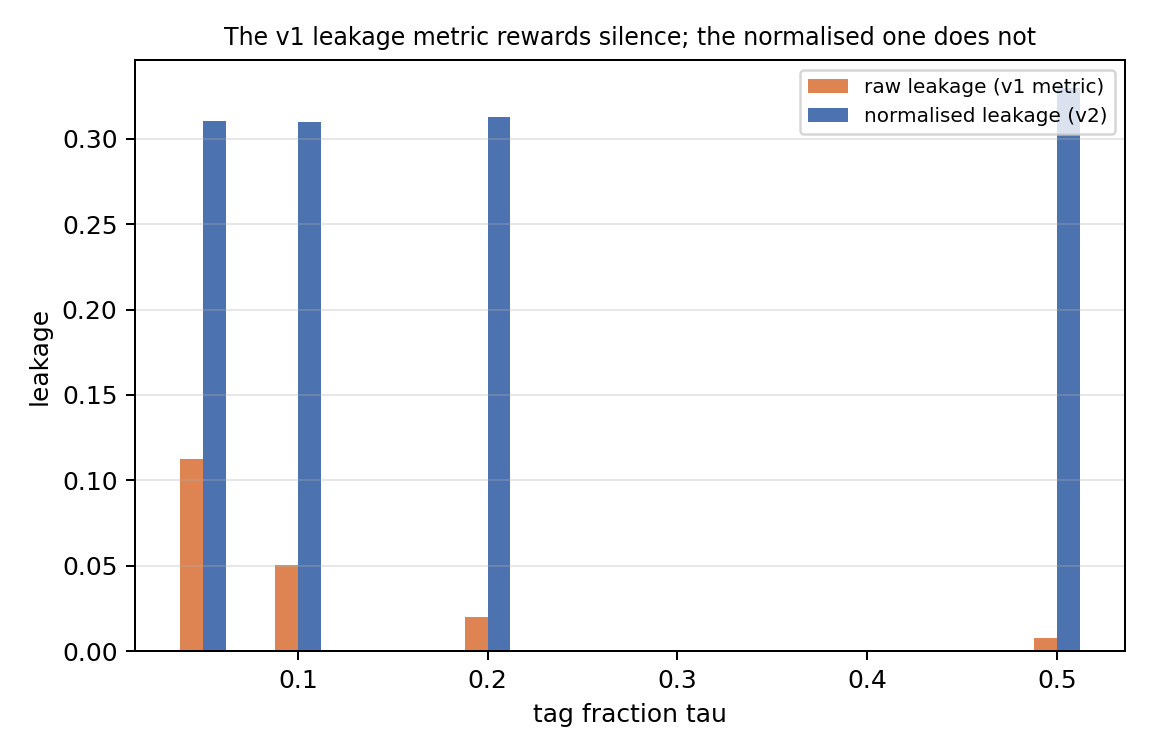 The v1 leakage metric rewards silence; the normalised one does not
raw leakage (v1 metric)
normalised leakage (v2)
leakage
0.30
0.25
0.20
0.15
0.10
0.05
0.00
0.1 0.2 0.3 0.4 0.5
tag fraction tau